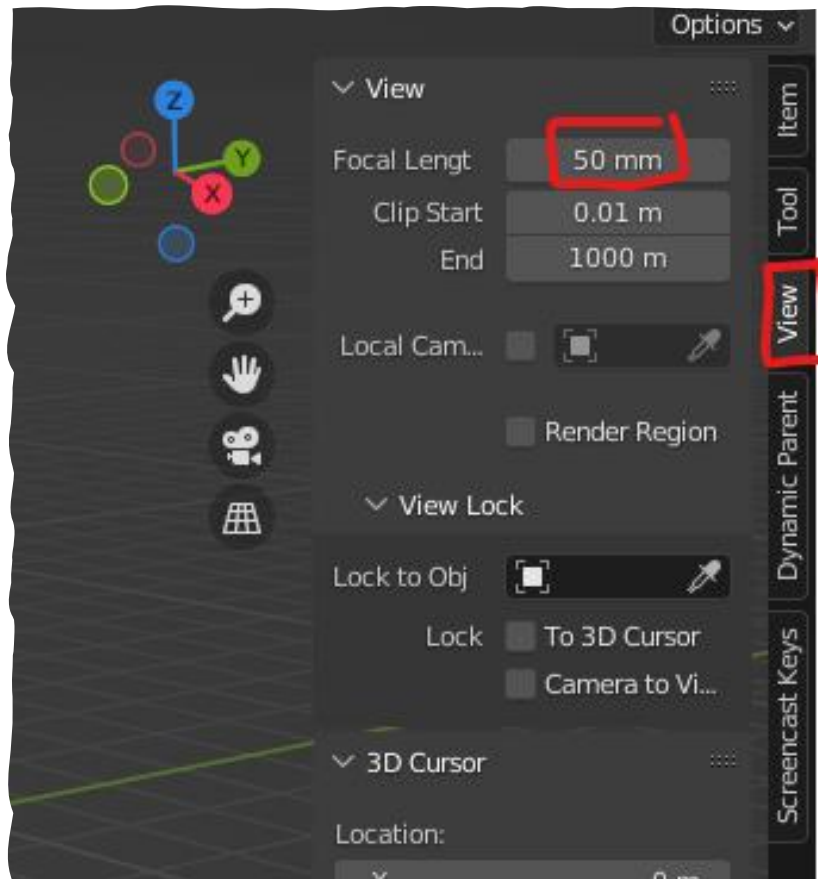 Options
View
Focal Lengt 50 mm
Clip Start 0.01 m
End 1000 m
Local Cam...
Render Region
View Lock
Lock to Obj
Lock To 3D Cursor
Camera to Vi...
3D Cursor
Location:
Z
Y
X
Item
Tool
View
Dynamic Parent
Screencast Keys